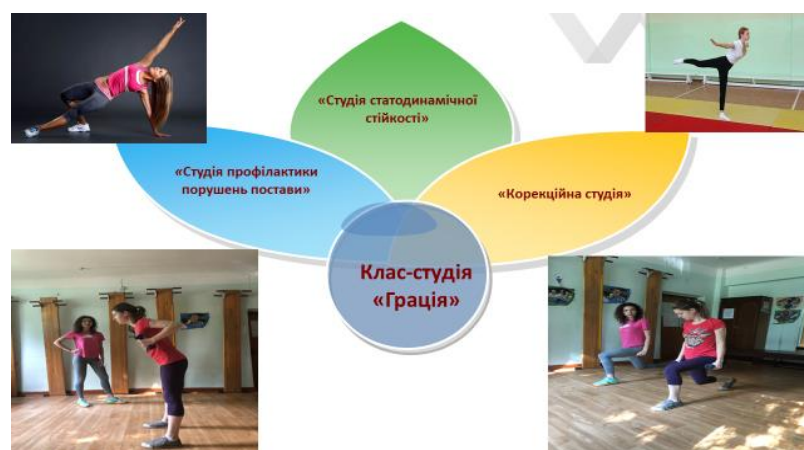 «Студія статодинамічної
стійкості»
«Студія профілактики
порушень постави»
«Корекційна студія»
Клас-студія
«Грація»